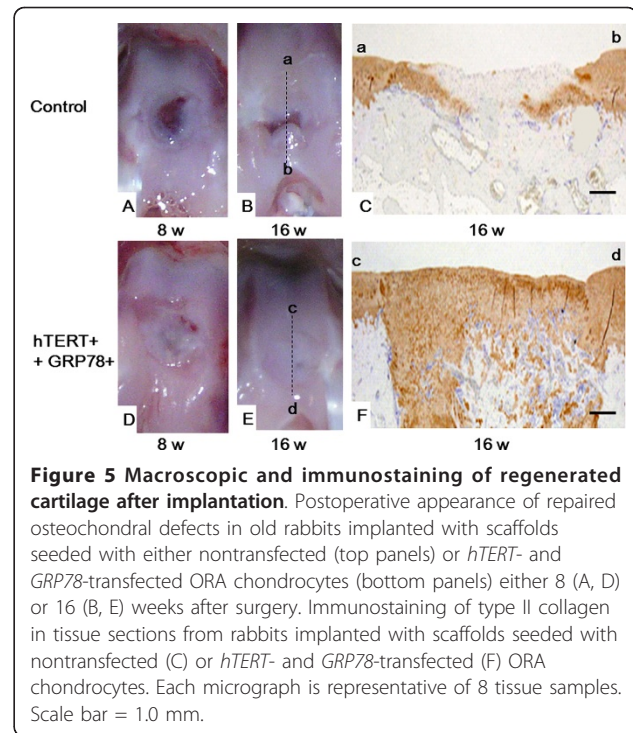 Control
a
b
A
8 w
a
b
B
16 w
C
16 w
hTERT+
+ GRP78+
D
8 w
c
d
E
16 w
c
d
F
16 w
Figure 5 Macroscopic and immunostaining of regenerated
cartilage after implantation. Postoperative appearance of repaired
osteochondral defects in old rabbits implanted with scaffolds
seeded with either nontransfected (top panels) or hTERT- and
GRP78-transfected ORA chondrocytes (bottom panels) either 8 (A, D)
or 16 (B, E) weeks after surgery. Immunostaining of type II collagen
in tissue sections from rabbits implanted with scaffolds seeded with
nontransfected (C) or hTERT- and GRP78-transfected (F) ORA
chondrocytes. Each micrograph is representative of 8 tissue samples.
Scale bar = 1.0 mm.